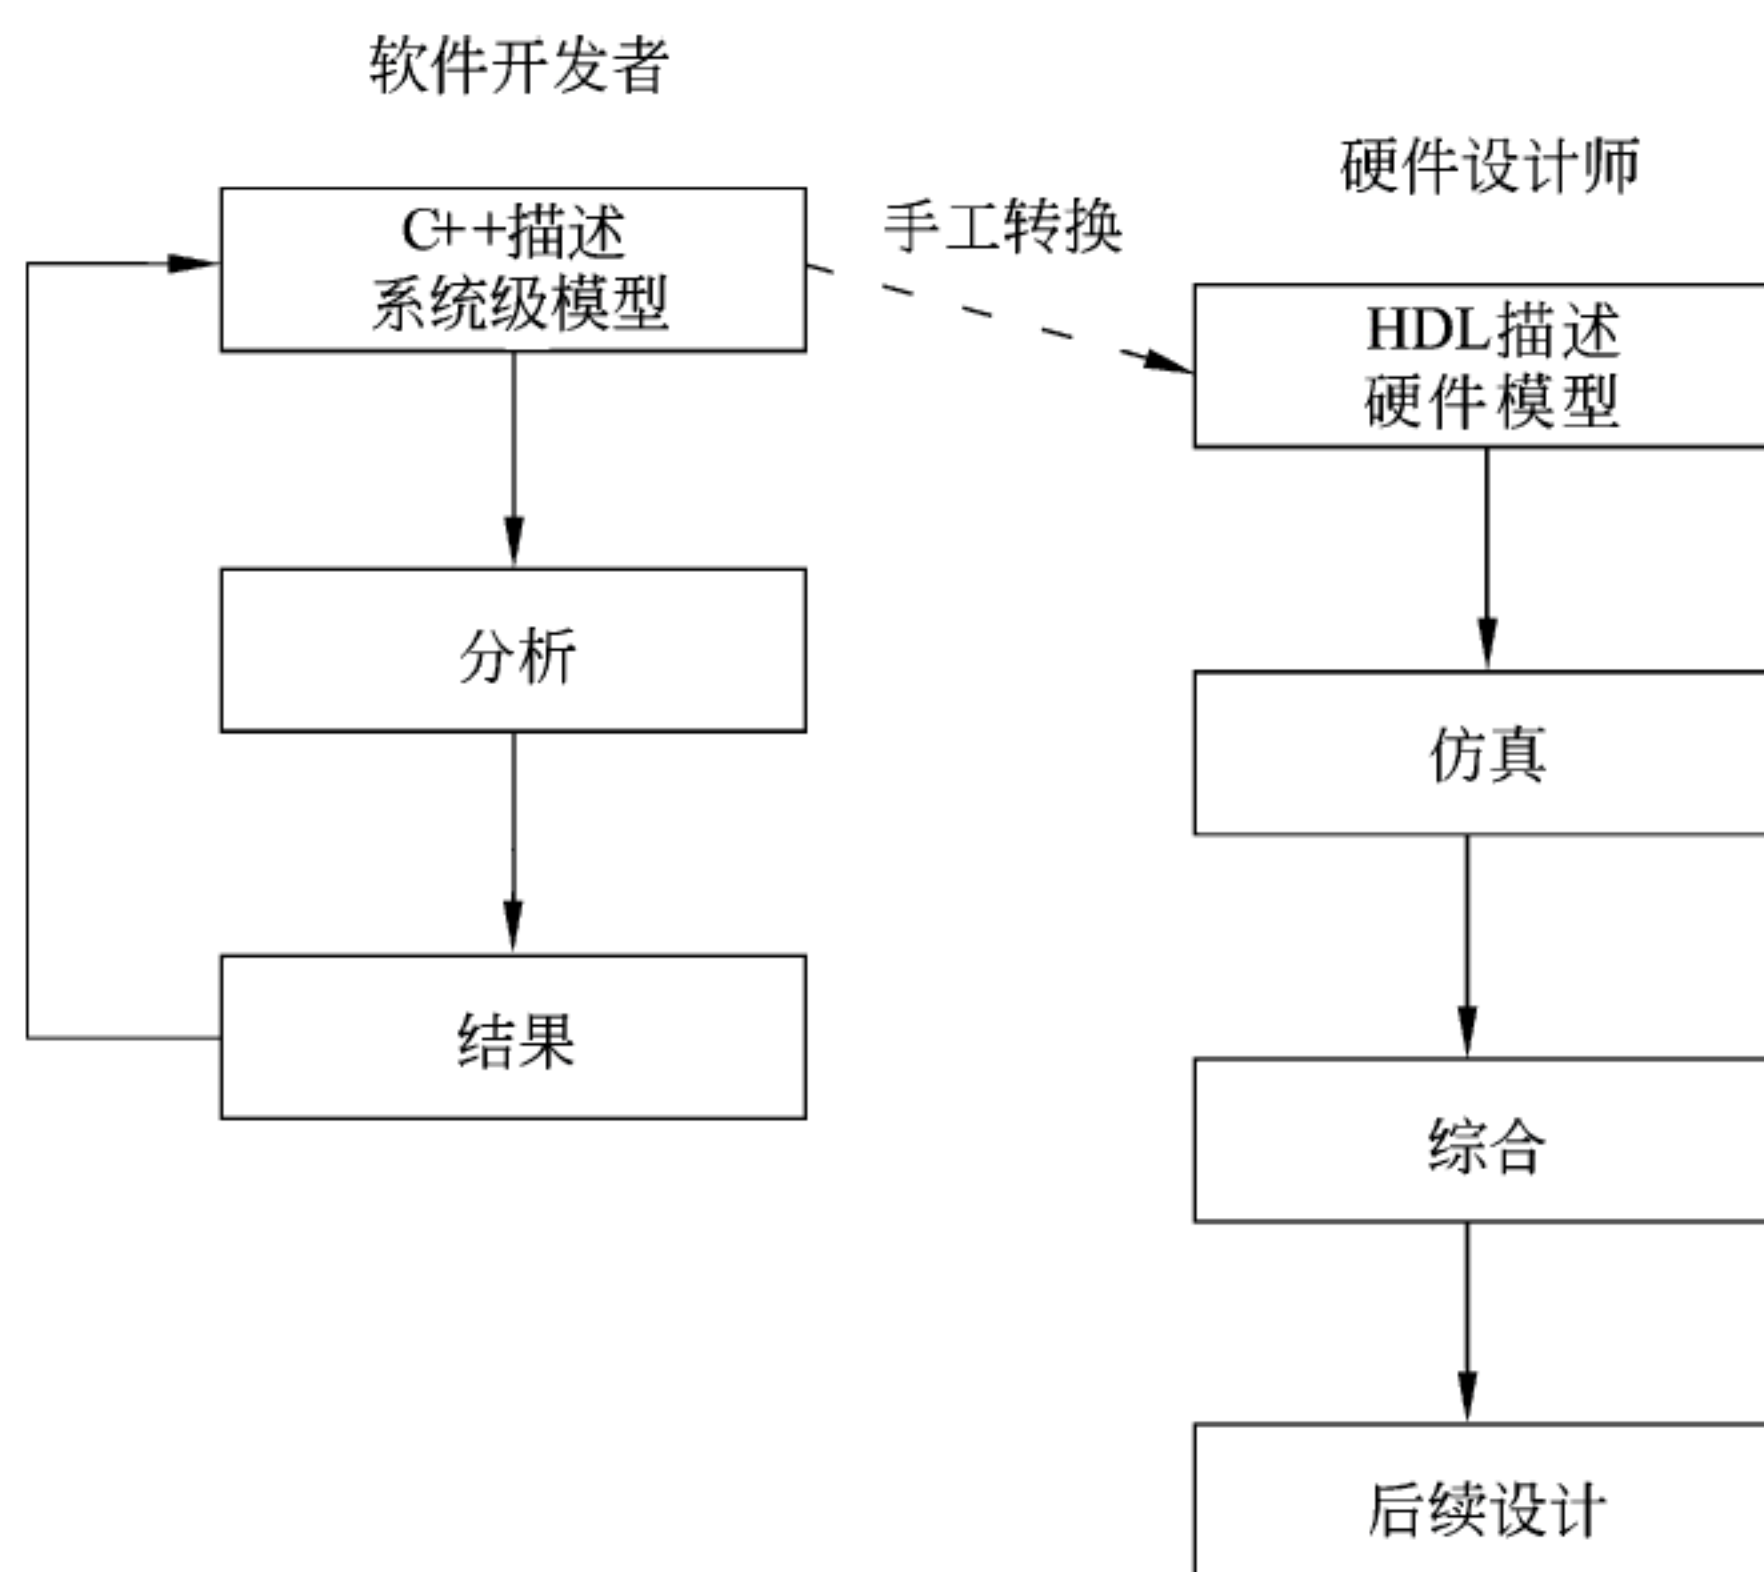 软件开发者
C++描述
系统级模型
分析
结果
手工转换
硬件设计师
HDL描述
硬件模型
仿真
综合
后续设计